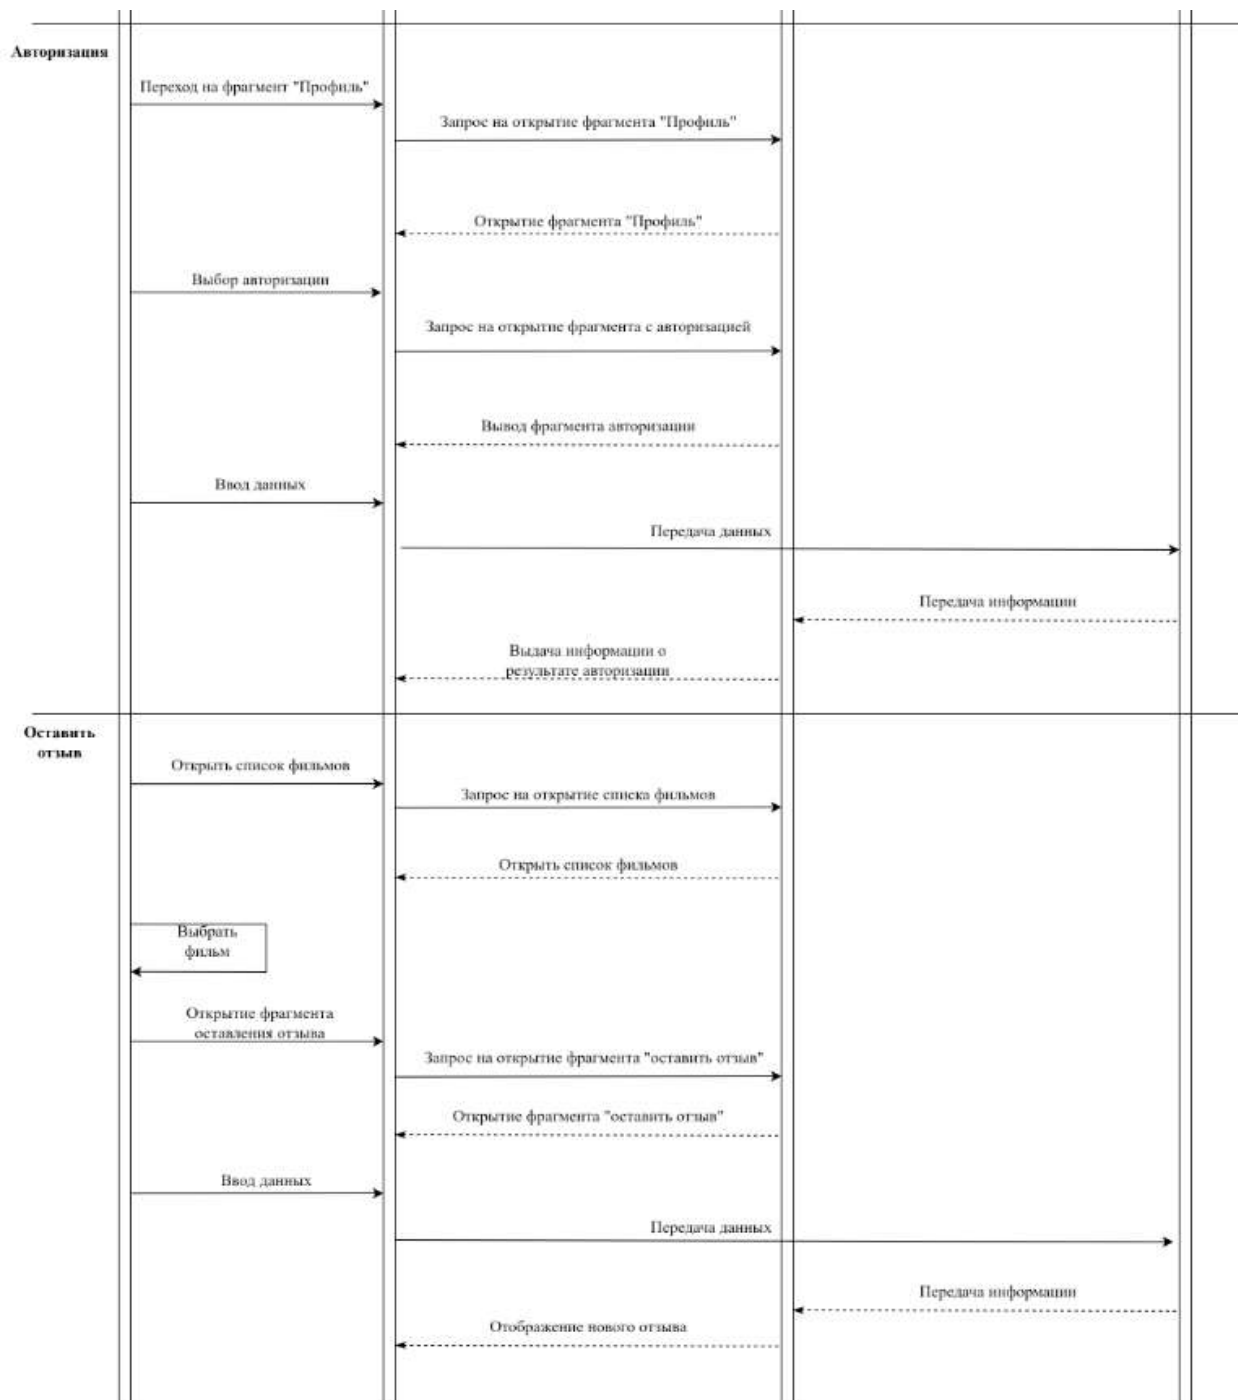 Авторизация
Переход на фрагмент "Профиль"
Запрос на открытие фрагмента "Профиль"
Открытие фрагмента "Профиль"
Выбор авторизации
Запрос на открытие фрагмента с авторизацией
Вывод фрагмента авторизации
Ввод данных
Передача данных
Передача информации
Выдача информации о
результате авторизации
Оставить
отзыв
Открыть список фильмов
Запрос на открытие списка фильмов
Открыть список фильмов
Выбрать
фильм
Открытие фрагмента
оставления отзыва
Запрос на открытие фрагмента "оставить отзыв"
Открытие фрагмента "оставить отзыв"
Ввод данных
Передача данных
Передача информации
Отображение нового отзыва